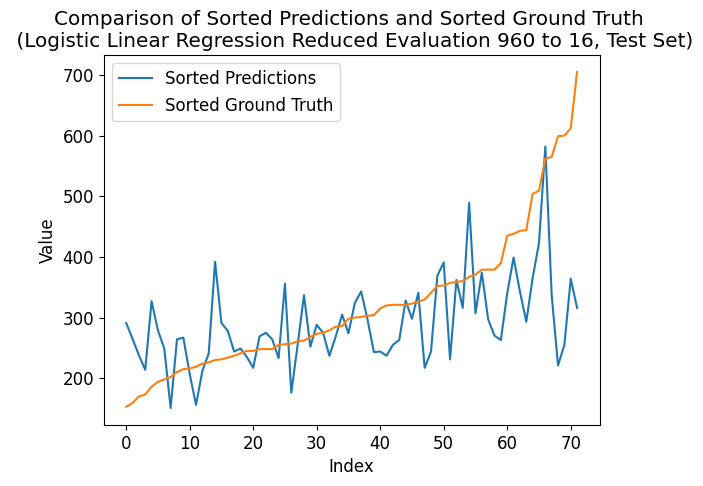 Comparison of Sorted Predictions and Sorted Ground Truth
(Logistic Linear Regression Reduced Evaluation 960 to 16, Test Set)
Sorted Predictions
Sorted Ground Truth
700
600
500
400
300
200
Value
0 10 20 30 40 50 60 70
Index